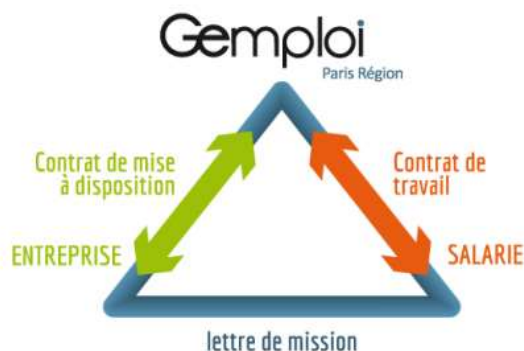 Gemploi
Paris Région
Contrat de mise
à disposition
Contrat de
travail
ENTREPRISE
SALARIE
lettre de mission